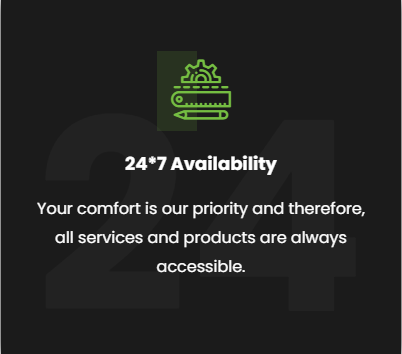 24
24*7 Availability
Your comfort is our priority and therefore,
all services and products are always
accessible.